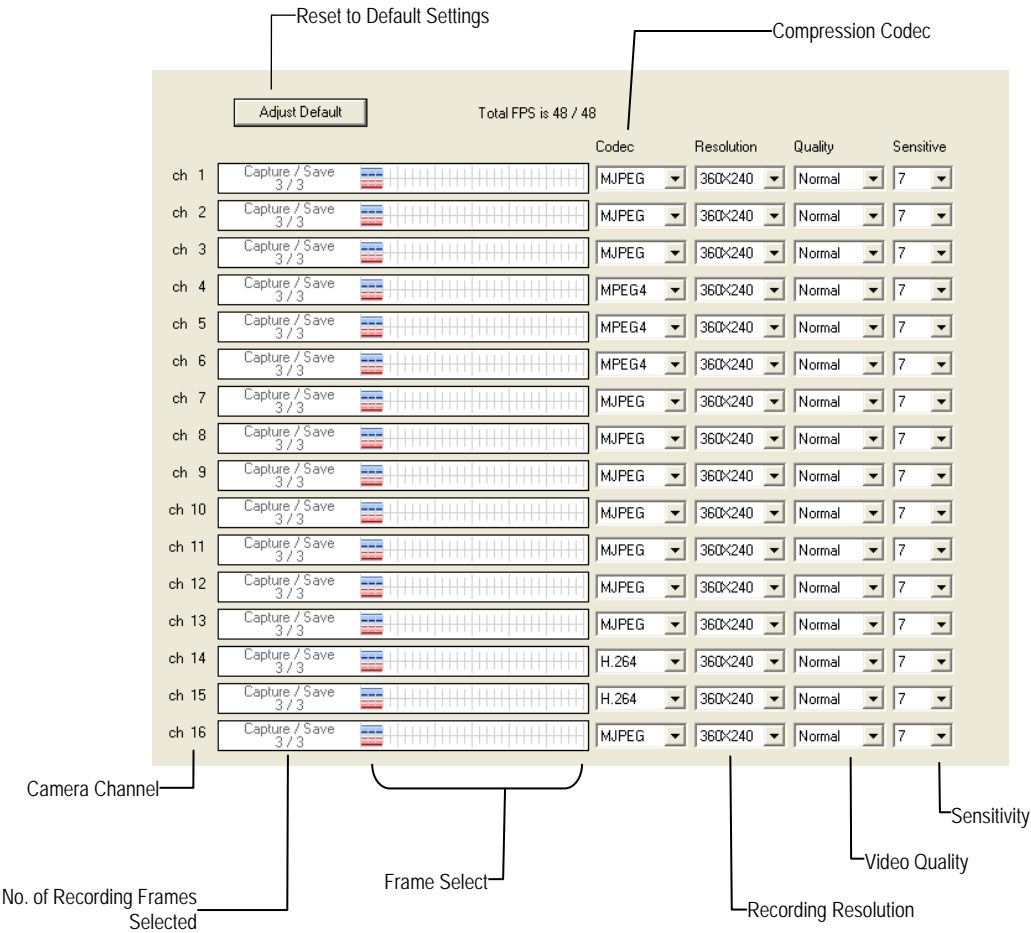 Reset to Default Settings
Compression Codec
Adjust Default
Total FPS is 48 / 48
Codec Resolution Quality Sensitive
ch 1 Capture / Save MJPEG 360X240 Normal 7
3 / 3
ch 2 Capture / Save MJPEG 360X240 Normal 7
3 / 3
ch 3 Capture / Save MJPEG 360X240 Normal 7
3 / 3
ch 4 Capture / Save MPEG4 360X240 Normal 7
3 / 3
ch 5 Capture / Save MPEG4 360X240 Normal 7
3 / 3
ch 6 Capture / Save MPEG4 360X240 Normal 7
3 / 3
ch 7 Capture / Save MJPEG 360X240 Normal 7
3 / 3
ch 8 Capture / Save MJPEG 360X240 Normal 7
3 / 3
ch 9 Capture / Save MJPEG 360X240 Normal 7
3 / 3
ch 10 Capture / Save MJPEG 360X240 Normal 7
3 / 3
ch 11 Capture / Save MJPEG 360X240 Normal 7
3 / 3
ch 12 Capture / Save MJPEG 360X240 Normal 7
3 / 3
ch 13 Capture / Save MJPEG 360X240 Normal 7
3 / 3
ch 14 Capture / Save H.264 360X240 Normal 7
3 / 3
ch 15 Capture / Save H.264 360X240 Normal 7
3 / 3
ch 16 Capture / Save MJPEG 360X240 Normal 7
3 / 3
Camera Channel
Sensitivity
Video Quality
Frame Select
No. of Recording Frames
Selected
Recording Resolution